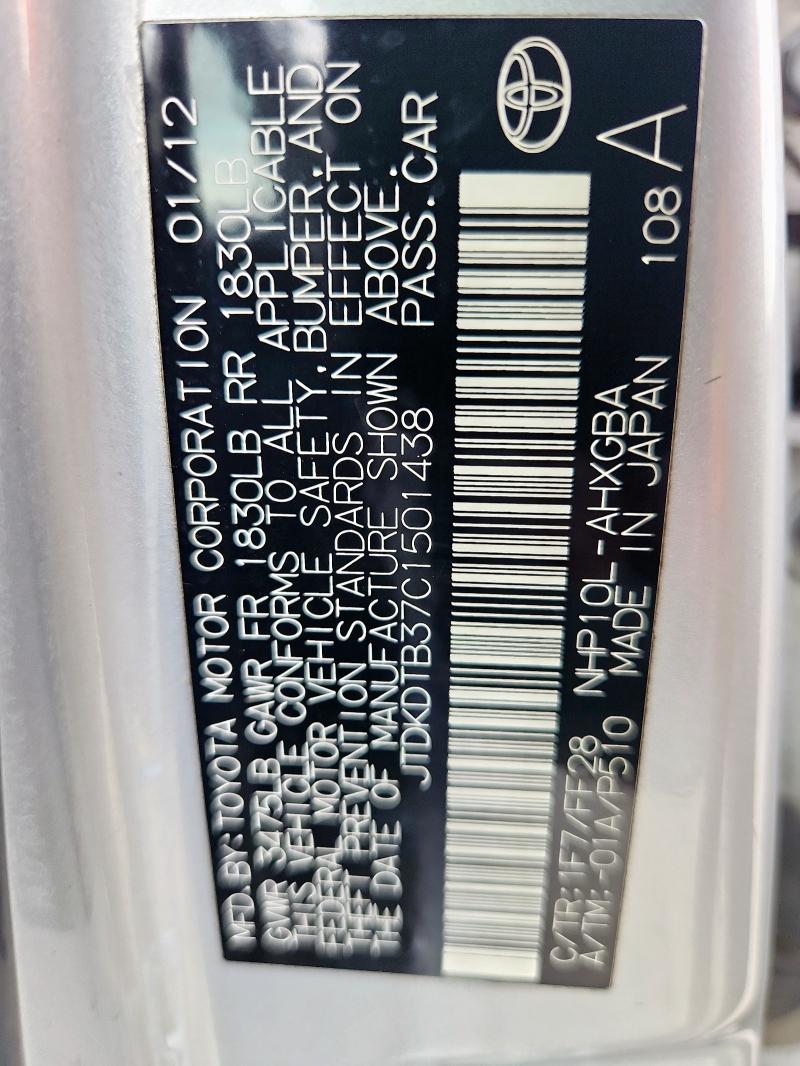 MFD.BY:TOYOTA MOTOR CORPORATION 01/12
GVWR 3475LB GAWR FR 1830LB RR 1830LB
THIS VEHICLE CONFORMS TO ALL APPLICABLE
FEDERAL MOTOR VEHICLE SAFETY, BUMPER, AND
THEFT PREVENTION STANDARDS IN EFFECT ON
THE DATE OF MANUFACTURE SHOWN ABOVE.
JTDKDTB37C1501438 PASS.CAR
C/TR:1F7/FF28 NHP10L-AHXGBA 108 A
A/TM:-01A/P510 MADE IN JAPAN